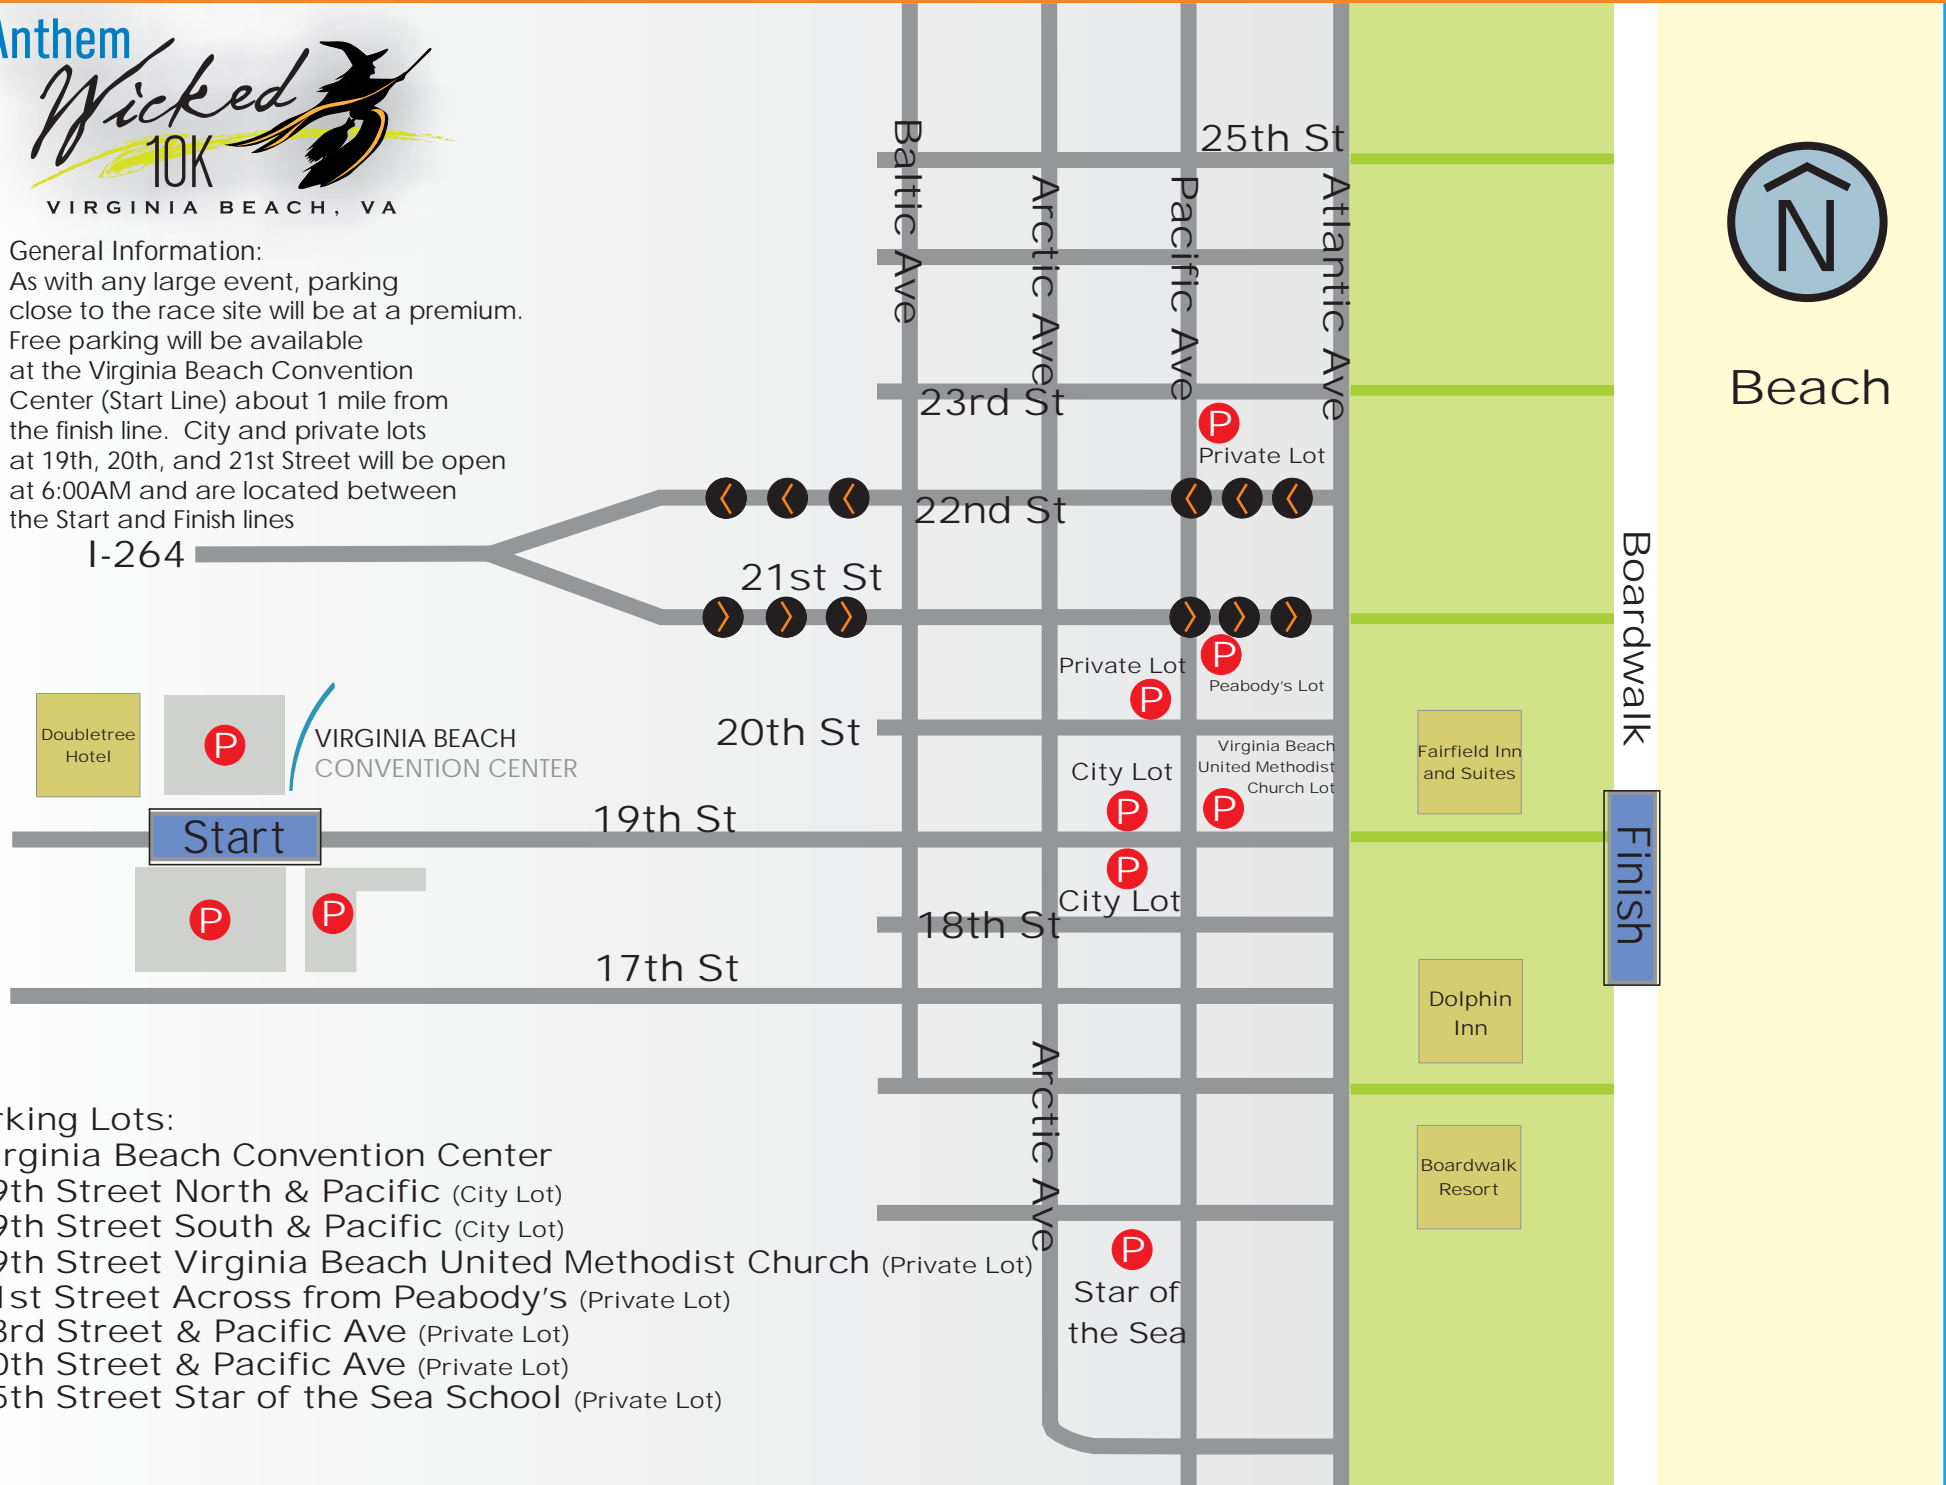 Anthem
Wicked
10K
VIRGINIA BEACH, VA
General Information:
As with any large event, parking
close to the race site will be at a premium.
Free parking will be available
at the Virginia Beach Convention
Center (Start Line) about 1 mile from
the finish line.  City and private lots
at 19th, 20th, and 21st Street will be open
at 6:00AM and are located between
the Start and Finish lines
I-264
Baltic Ave
Arctic Ave
Pacific Ave
Atlantic Ave
25th St
23rd St
P
Private Lot
22nd St
21st St
N
Beach
Boardwalk
Private Lot
P
P
Peabody's Lot
Doubletree
Hotel
P
VIRGINIA BEACH
CONVENTION CENTER
20th St
City Lot
P
Virginia Beach
United Methodist
Church Lot
P
Fairfield Inn
and Suites
Start
19th St
Finish
P
P
P
City Lot
18th St
17th St
Dolphin
Inn
Arctic Ave
Boardwalk
Resort
P
Star of
the Sea
rking Lots:
irginia Beach Convention Center
9th Street North & Pacific (City Lot)
9th Street South & Pacific (City Lot)
9th Street Virginia Beach United Methodist Church (Private Lot)
1st Street Across from Peabody's (Private Lot)
3rd Street & Pacific Ave (Private Lot)
0th Street & Pacific Ave (Private Lot)
5th Street Star of the Sea School (Private Lot)